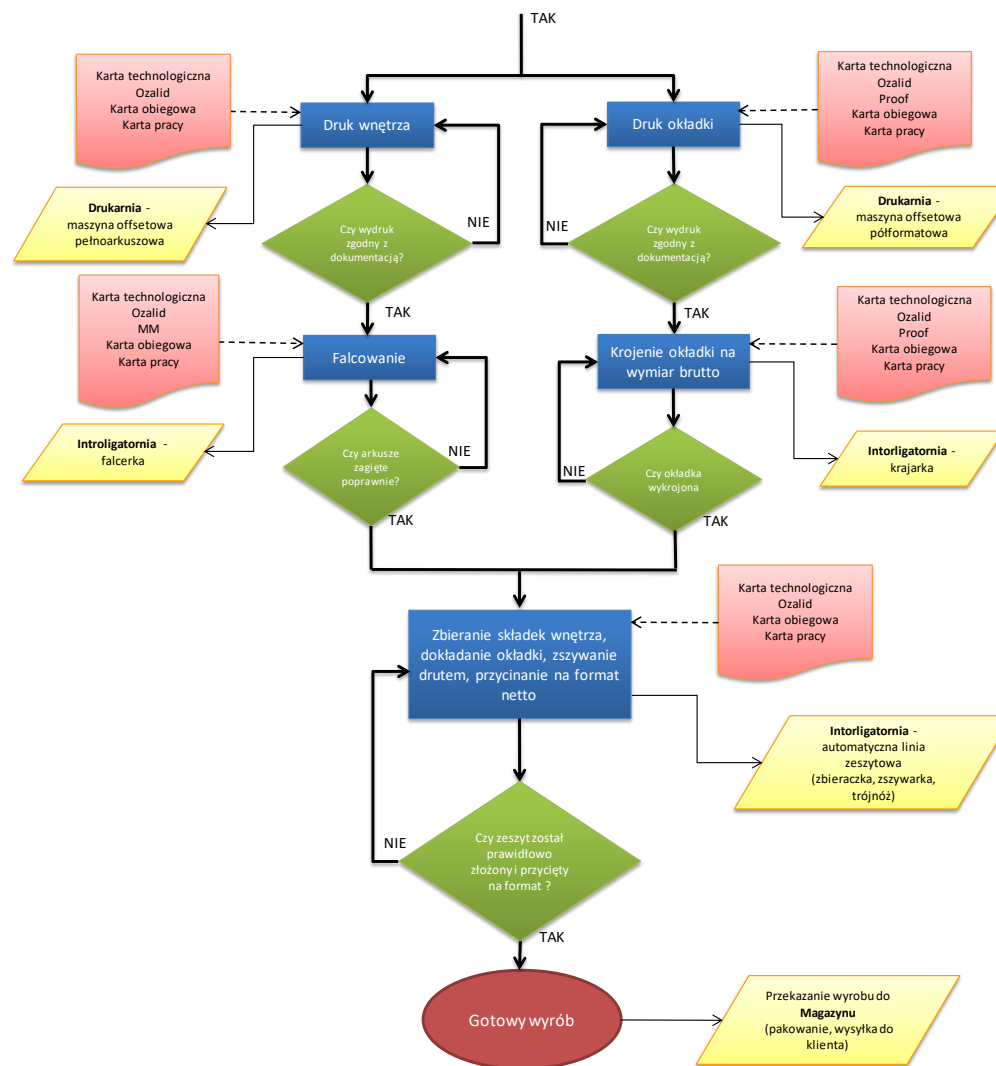 TAK
Karta technologiczna
Ozalid
Karta obiegowa
Karta pracy
Druk wnętrza
Druk okładki
Karta technologiczna
Ozalid
Proof
Karta obiegowa
Karta pracy
Drukarnia -
maszyna offsetowa
pełnoarkuszowa
Czy wydruk
zgodny z
dokumentacją?
NIE
NIE
Czy wydruk
zgodny z
dokumentacją?
Drukarnia -
maszyna offsetowa
półformatowa
TAK
TAK
Karta technologiczna
Ozalid
MM
Karta obiegowa
Karta pracy
Falcowanie
Krojenie okładki na
wymiar brutto
Karta technologiczna
Ozalid
Proof
Karta obiegowa
Karta pracy
Introligatornia -
falcerka
Czy arkusze
zagięte
poprawnie?
NIE
NIE
Czy okładka
wykrojona
Intorligatornia -
krajarka
TAK
TAK
Zbieranie składek wnętrza,
dokładanie okładki, zszywanie
drutem, przycinanie na format
netto
Karta technologiczna
Ozalid
Karta obiegowa
Karta pracy
Intorligatornia -
automatyczna linia
zeszytowa
(zbieraczka, zszywarka,
trójnóż)
NIE
Czy zeszyt został
prawidłowo
złożony i przycięty
na format ?
TAK
Gotowy wyrób
Przekazanie wyrobu do
Magazynu
(pakowanie, wysyłka do
klienta)